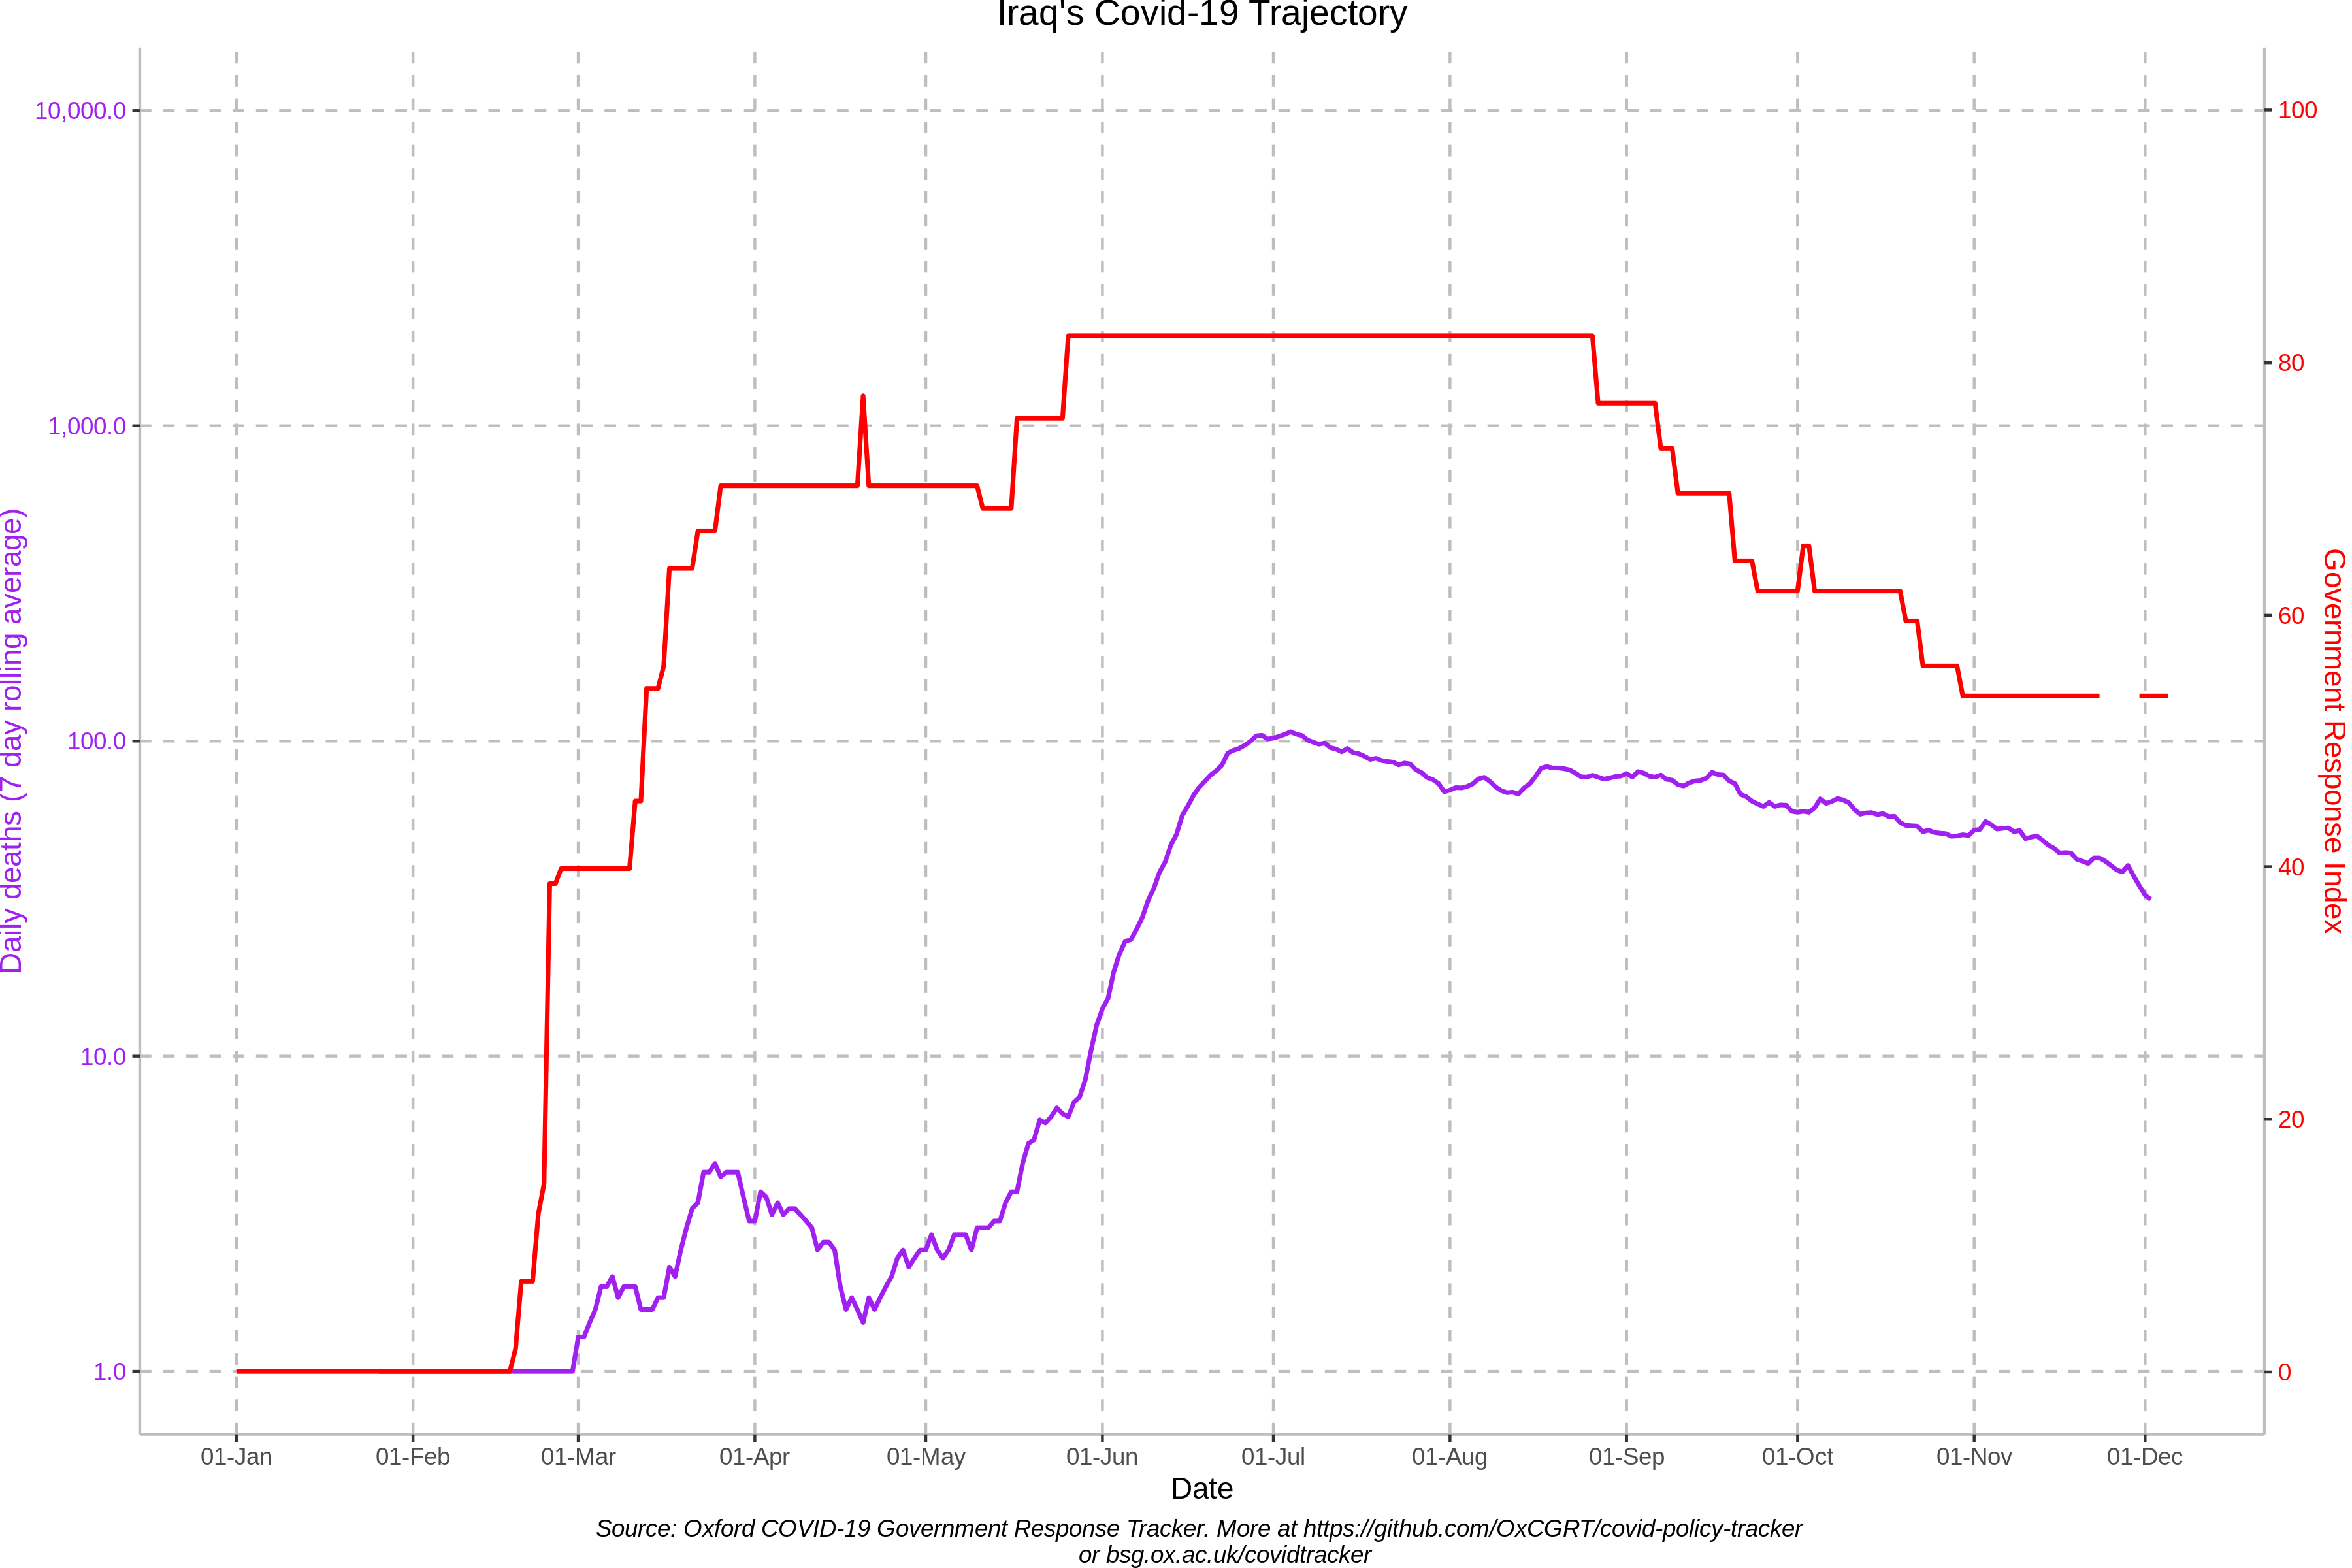 Iraq's Covid-19 Trajectory
10,000.0
1,000.0
100.0
10.0
1.0
Daily deaths (7 day rolling average)
100
80
60
40
20
0
Government Response Index
01-Jan
01-Feb
01-Mar
01-Apr
01-May
01-Jun
01-Jul
01-Aug
01-Sep
01-Oct
01-Nov
01-Dec
Date
Source: Oxford COVID-19 Government Response Tracker. More at https://github.com/OxCGRT/covid-policy-tracker
or bsg.ox.ac.uk/covidtracker